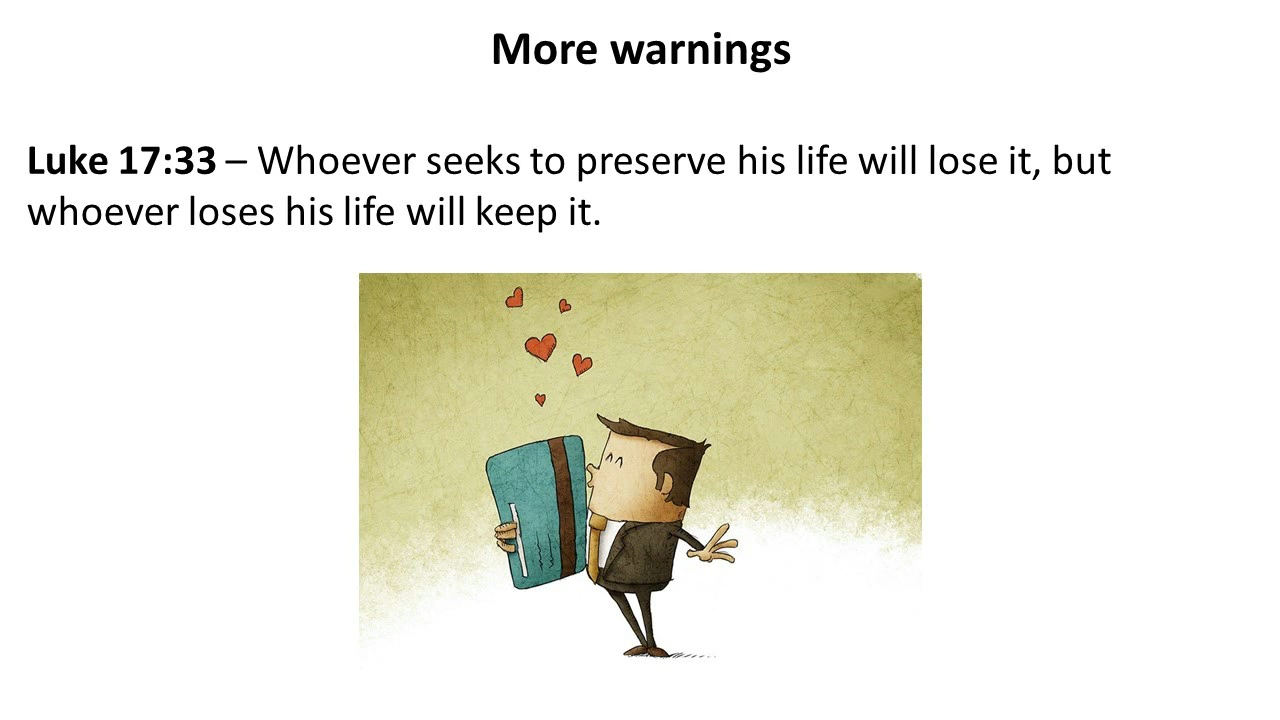 More warnings
Luke 17:33 – Whoever seeks to preserve his life will lose it, but
whoever loses his life will keep it.